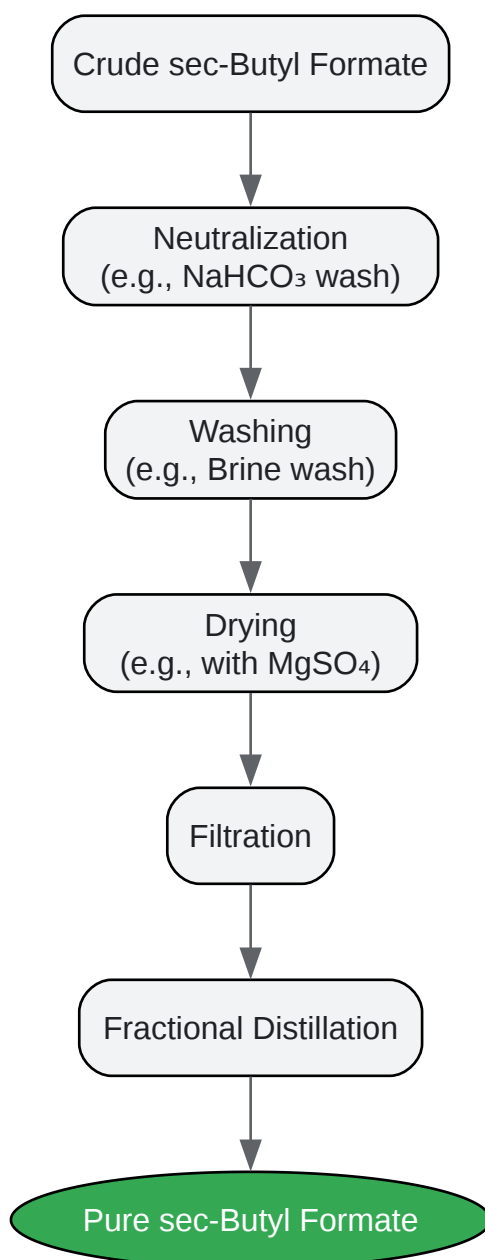 Crude sec-Butyl Formate
Neutralization
(e.g., NaHCO₃ wash)
Washing
(e.g., Brine wash)
Drying
(e.g., with MgSO₄)
Filtration
Fractional Distillation
Pure sec-Butyl Formate